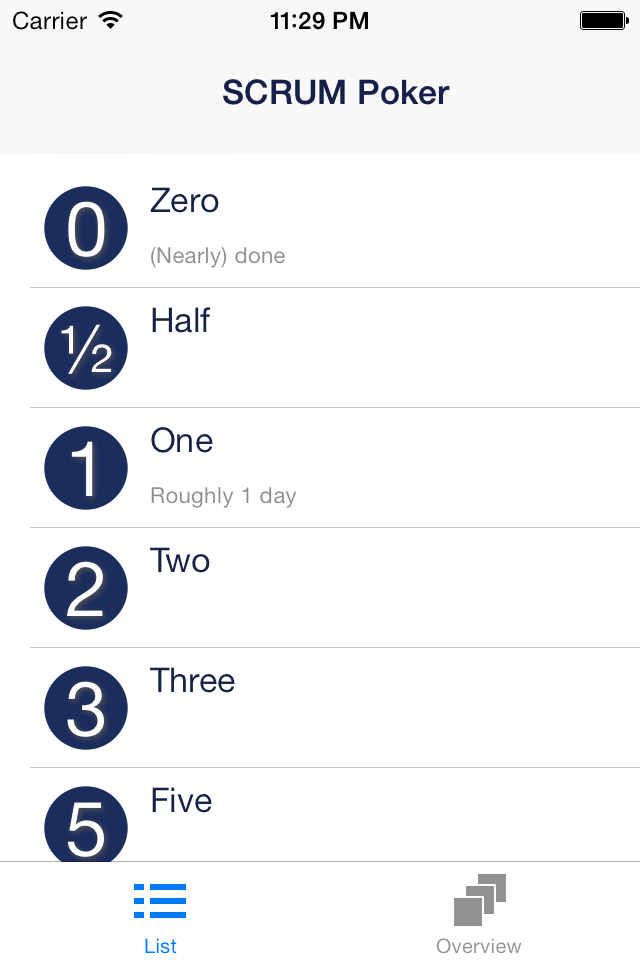 Carrier 11:29 PM
SCRUM Poker
0 Zero
(Nearly) done
½ Half
1 One
Roughly 1 day
2 Two
3 Three
5 Five
List Overview